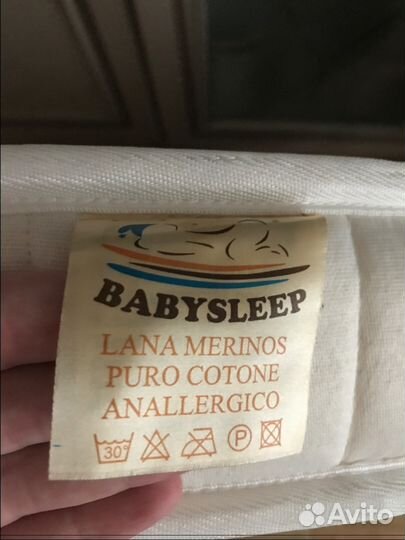 BABYSLEEP
LANA MERINOS
PURO COTONE
ANALLERGICO
30°
P
Avito